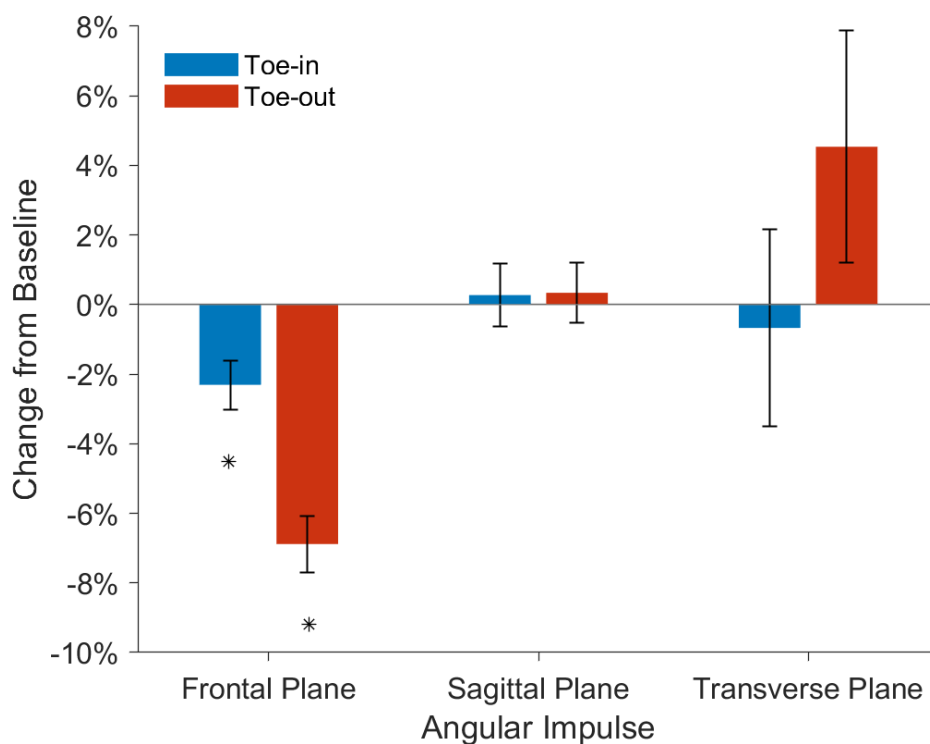 8%
6%
4%
2%
0%
-2%
-4%
-6%
-8%
-10%
Change from Baseline
Toe-in
Toe-out
*
*
Frontal Plane
Sagittal Plane
Transverse Plane
Angular Impulse